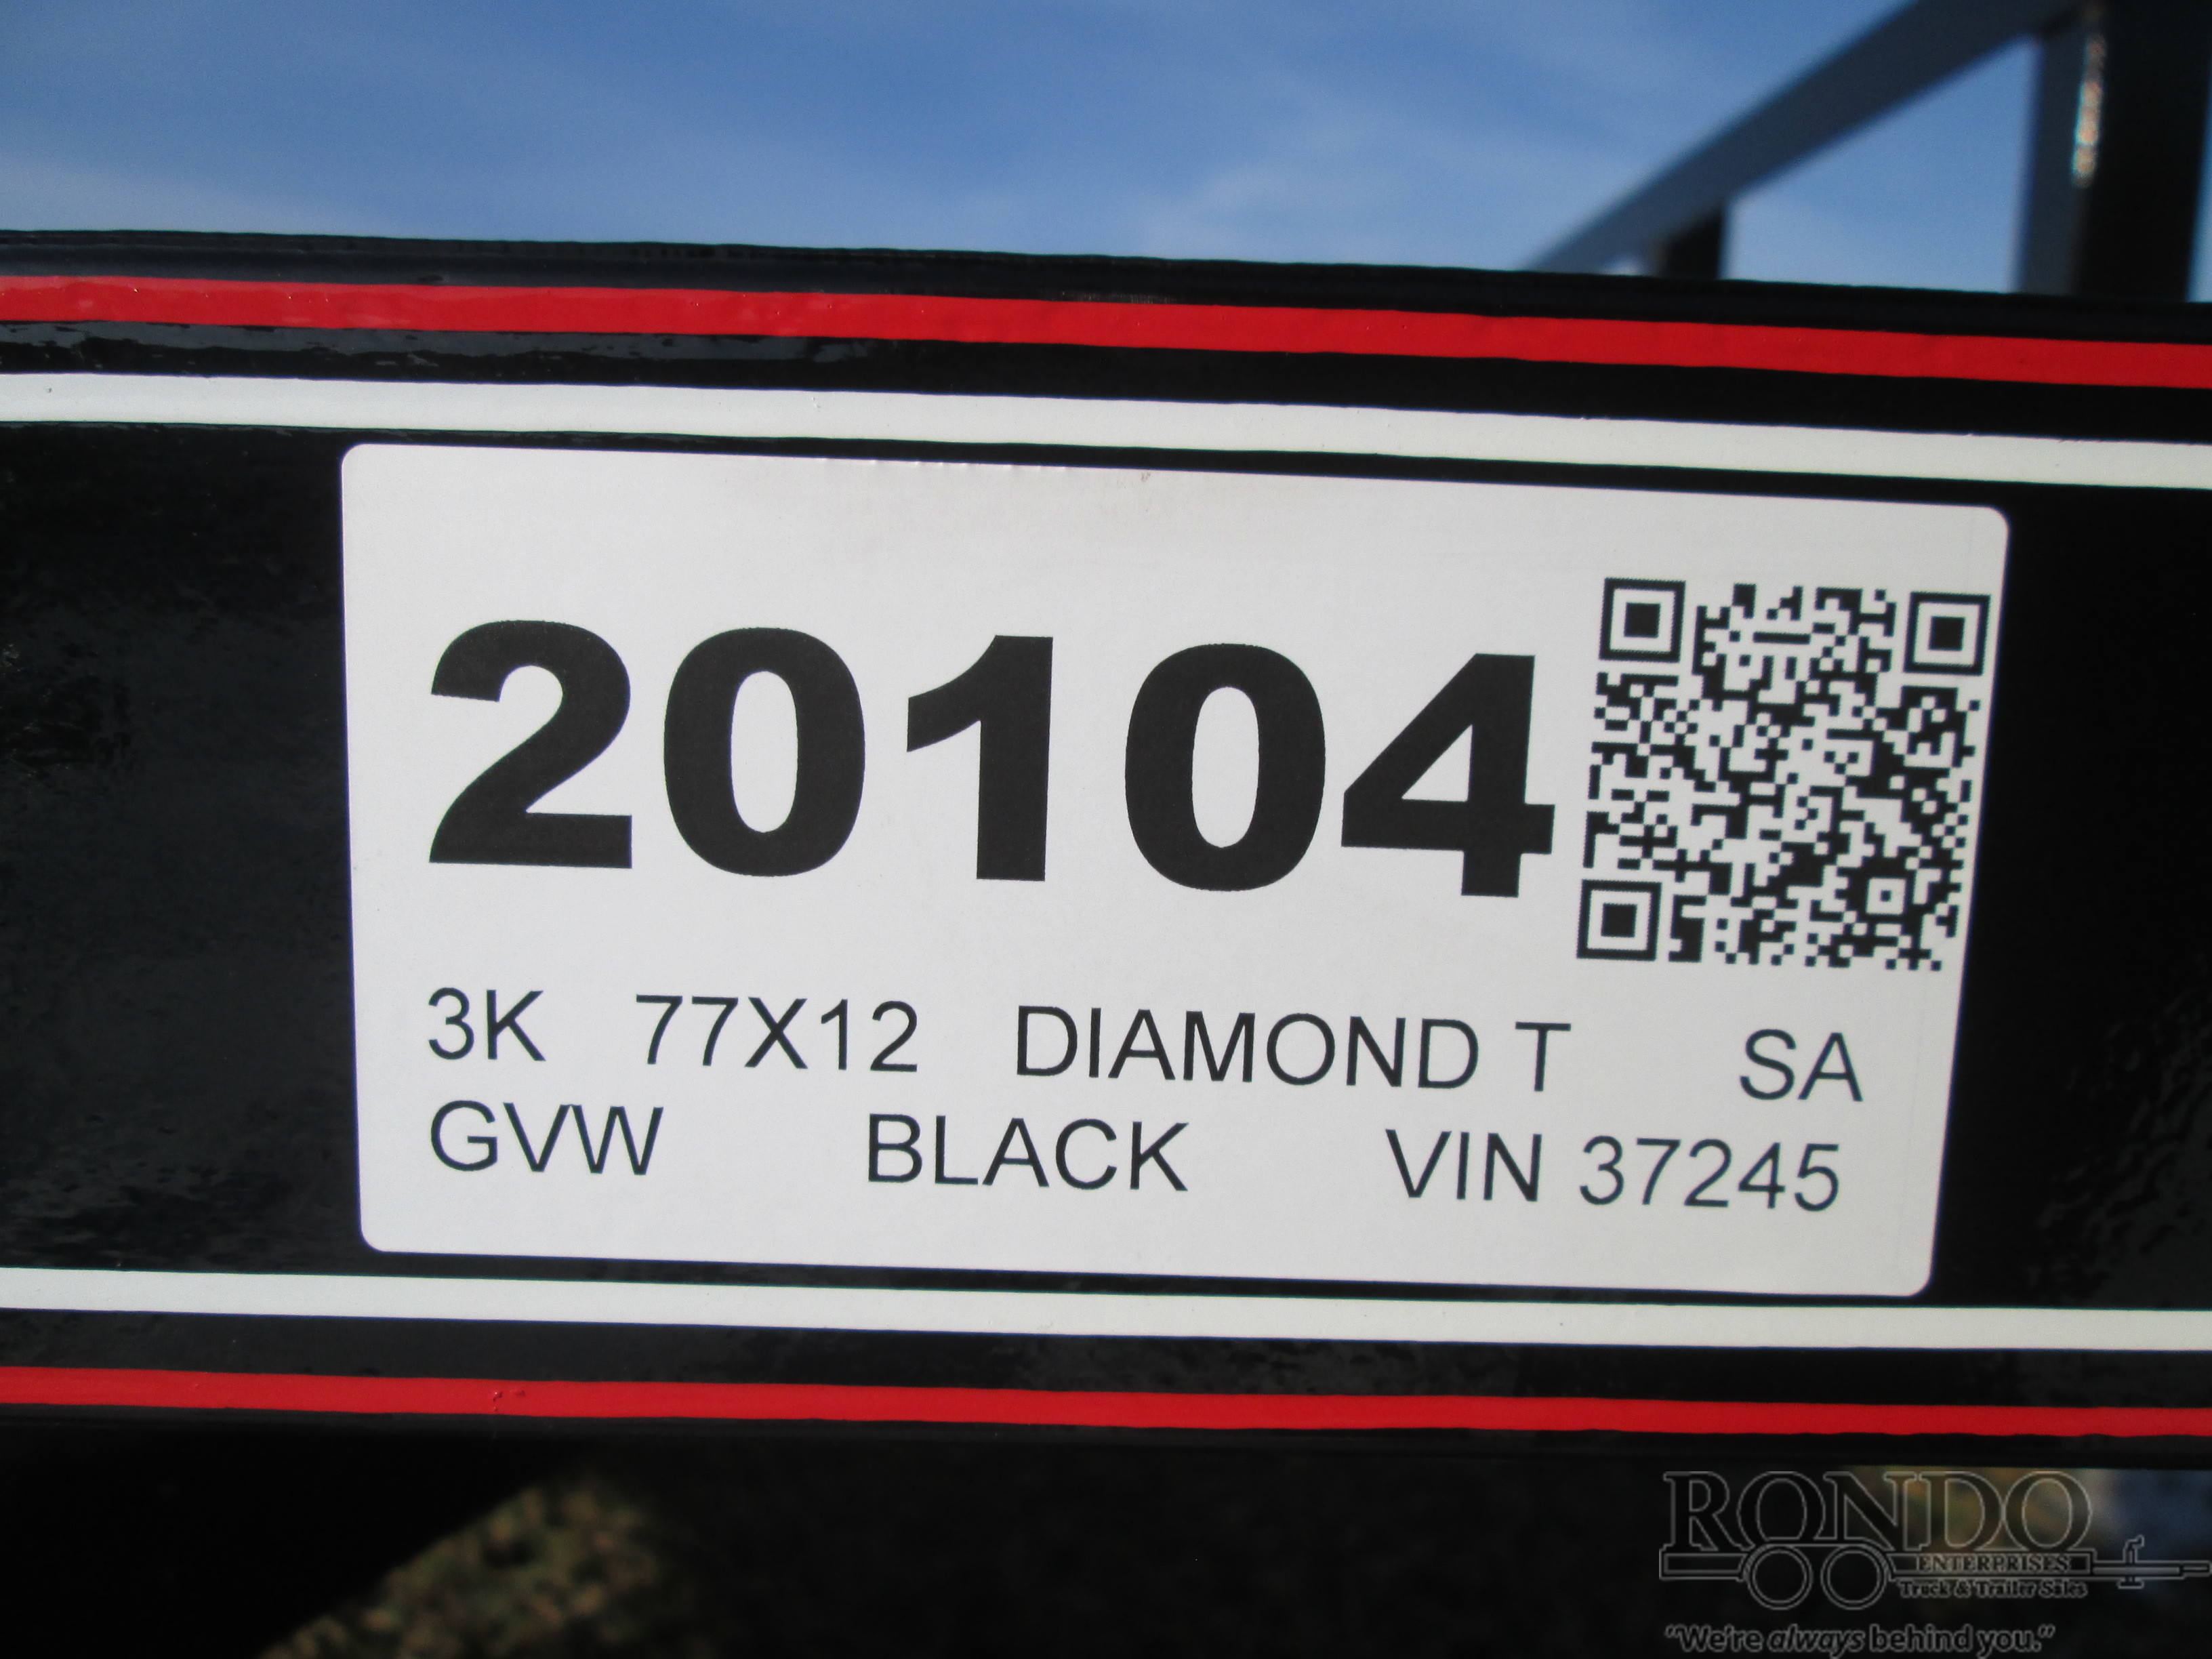 20104
3K 77X12 DIAMOND T SA
GVW BLACK VIN 37245
RONDO
ENTERPRISES
Truck & Trailer Sales
"We're always behind you."